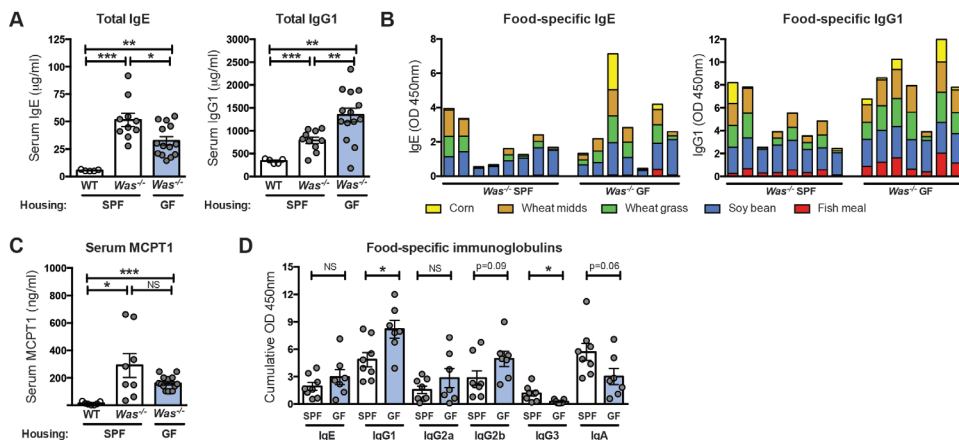 A
Total IgE
Serum IgE (µg/ml)
125
100
75
50
25
0
**
***
*
WT
Was-/-
Was-/-
Housing:
SPF
GF
Total IgG1
Serum IgG1 (µg/ml)
3000
2500
2000
1500
1000
500
0
**
***
**
WT
Was-/-
Was-/-
SPF
GF
B
Food-specific IgE
IgE (OD 450nm)
8
6
4
2
0
Was-/- SPF
Was-/- GF
Food-specific IgG1
IgG1 (OD 450nm)
12
10
8
6
4
2
0
Was-/- SPF
Was-/- GF
Corn
Wheat midds
Wheat grass
Soy bean
Fish meal
C
Serum MCPT1
Serum MCPT1 (ng/ml)
800
600
400
200
0
***
*
NS
WT
Was-/-
Was-/-
Housing:
SPF
GF
D
Food-specific immunoglobulins
Cumulative OD 450nm
15
12
9
6
3
0
NS
*
NS
p=0.09
*
p=0.06
SPF GF SPF GF SPF GF SPF GF SPF GF SPF GF
IgE IgG1 IgG2a IgG2b IgG3 IgA